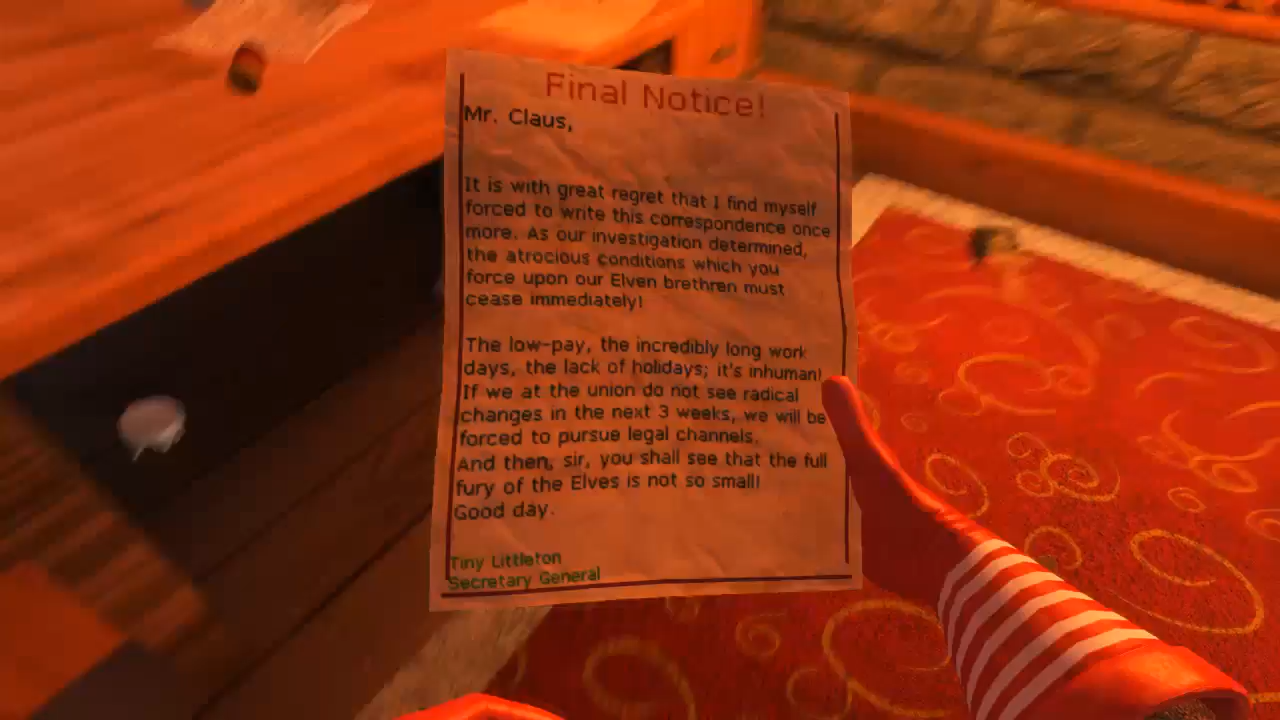 Final Notice!
Mr. Claus,
It is with great regret that I find myself
forced to write this correspondence once
more. As our investigation determined,
the atrocious conditions which you
force upon our Elven brethren must
cease immediately!
The low-pay, the incredibly long work
days, the lack of holidays; it's inhuman!
If we at the union do not see radical
changes in the next 3 weeks, we will be
forced to pursue legal channels.
And then, sir, you shall see that the full
fury of the Elves is not so small!
Good day.
Tiny Littleton
Secretary General